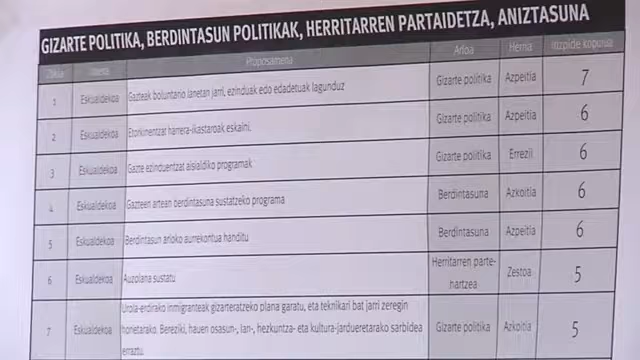 GIZARTE POLITIKA, BERDINTASUN POLITIKAK, HERRITARREN PARTAIDETZA, ANIZTASUNA
Proposamena Arloa Herria Irizpide kopurua
1 Eskualdekoa Gazteak boluntario lanetan jarri, ezinduak edo edadetuak lagunduz Gizarte politika Azpeitia 7
2 Eskualdekoa Etorkinentzat harrera-ikastaroak eskaini. Gizarte politika Azpeitia 6
3 Eskualdekoa Gazte ezinduentzat aisialdiko programak Gizarte politika Errezil 6
4 Eskualdekoa Gazteen artean berdintasuna sustatzeko programa Berdintasuna Azkoitia 6
5 Eskualdekoa Berdintasun arloko aurrekontua handitu Berdintasuna Azpeitia 6
6 Eskualdekoa Auzolana sustatu Herritarren parte-
hartzea Zestoa 5
Urola-erdirako inmigranteak gizarteratzeko plana garatu, eta teknikari bat jarri zeregin
7 Eskualdekoa horietarako. Bereziki, hauen osasun-, lan-, hezkuntza- eta kultura-jardueretarako sarbidea Gizarte politika Azkoitia 5
erraztu